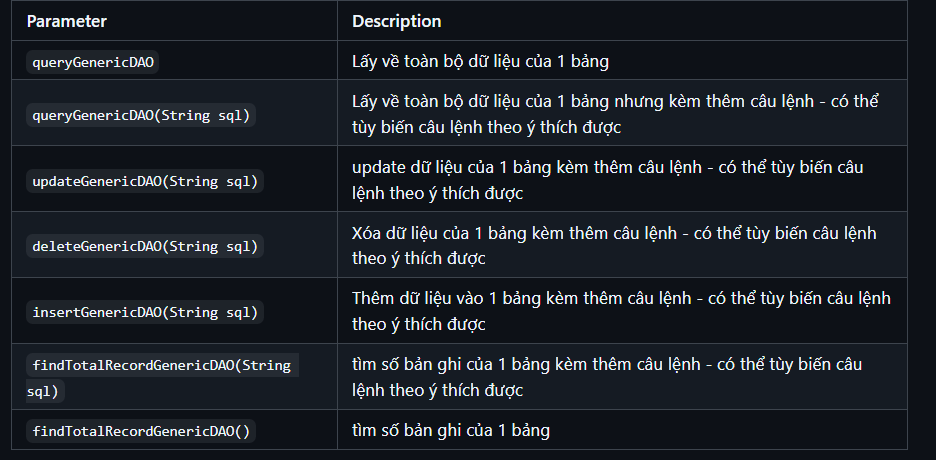 Parameter Description
queryGenericDAO Lấy về toàn bộ dữ liệu của 1 bảng
queryGenericDAO(String sql) Lấy về toàn bộ dữ liệu của 1 bảng nhưng kèm thêm câu lệnh - có thể
tùy biến câu lệnh theo ý thích được
updateGenericDAO(String sql) update dữ liệu của 1 bảng kèm thêm câu lệnh - có thể tùy biến câu
lệnh theo ý thích được
deleteGenericDAO(String sql) Xóa dữ liệu của 1 bảng kèm thêm câu lệnh - có thể tùy biến câu lệnh
theo ý thích được
insertGenericDAO(String sql) Thêm dữ liệu vào 1 bảng kèm thêm câu lệnh - có thể tùy biến câu lệnh
theo ý thích được
findTotalRecordGenericDAO(String tìm số bản ghi của 1 bảng kèm thêm câu lệnh - có thể tùy biến câu
sql) lệnh theo ý thích được
findTotalRecordGenericDAO() tìm số bản ghi của 1 bảng